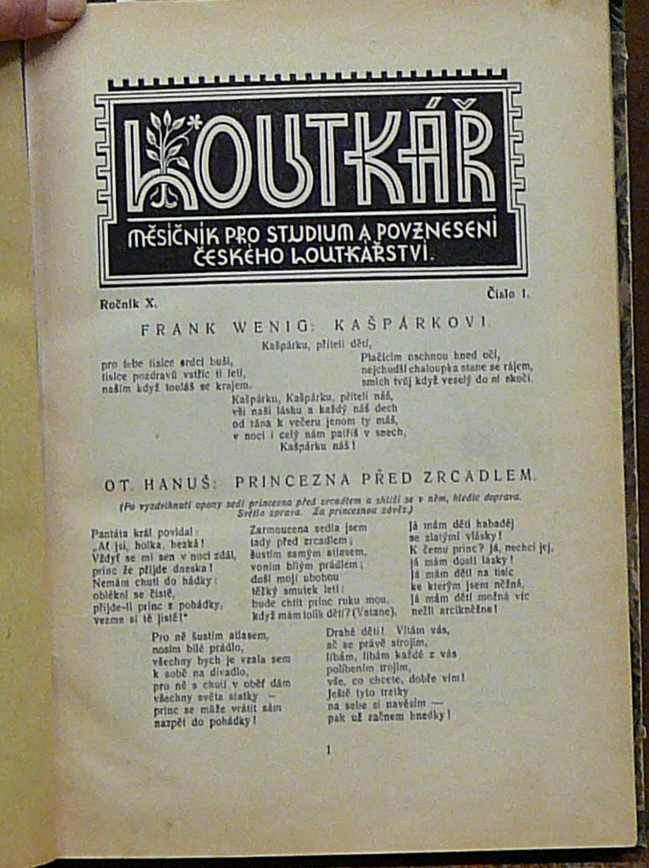 LOUTKÁŘ
MĚSÍČNÍK PRO STUDIUM A POVZNESENÍ
ČESKÉHO LOUTKÁŘSTVÍ.
Ročník X.
Číslo 1.
FRANK WENIG: KAŠPÁRKOVI.
Kašpárku, příteli dětí,
pro tebe tisíce srdcí buší,
tisíce pozdravů vstříc ti letí,
naším když touláš se krajem.
Plačícím oschnou hned oči,
nejchudší chaloupka stane se rájem,
smích tvůj když veselý do ní skočí.
Kašpárku, Kašpárku, příteli náš,
vši naši lásku a každý náš dech
od rána k večeru jenom ty máš,
v noci i celý nám patříš v snech,
Kašpárku náš!
OT. HANUŠ: PRINCEZNA PŘED ZRCADLEM.
(Po vyzdvihnutí opony sedí princezna před zrcadlem a shlíží se v něm, hledíc doprava.
Světlo zprava. Za princeznou závěs.)
Pantáta král povídal:
„Ať jsi, holka, hezká!
Vždyť se mi sen v noci zdál,
princ že přijde dneska!
Nemám chuti do hádky:
oblékni se čistě,
přijde-li princ z pohádky,
vezme si tě jistě!“
Zarmoucena sedla jsem
tady před zrcadlem;
šustím samým atlasem,
voním bílým prádlem;
duší mojí ubohou
těžký smutek letí:
bude chtít princ ruku mou,
když mám tolik dětí? (Vstane),
Já mám dětí habaděj
se zlatými vlásky!
K čemu princ? Já, nechci jej,
já mám dosti lásky!
Já mám dětí na tisíc
ke kterým jsem něžná,
Já mám dětí možná víc
nežli arcikněžna!
Pro ně šustím atlasem,
nosím bílé prádlo,
všechny bych je vzala sem
k sobě na divadlo,
pro ně s chutí v oběť dám
všechny světa statky —
princ se může vrátit sám
nazpět do pohádky!
Drahé děti! Vítám vás,
ač se právě strojím,
líbám, líbám každé z vás
políbením trojím,
vše, co chcete, dobře vím!
Ještě tyto tretky
na sebe si navěsím —
pak už začnem hnedky!
1